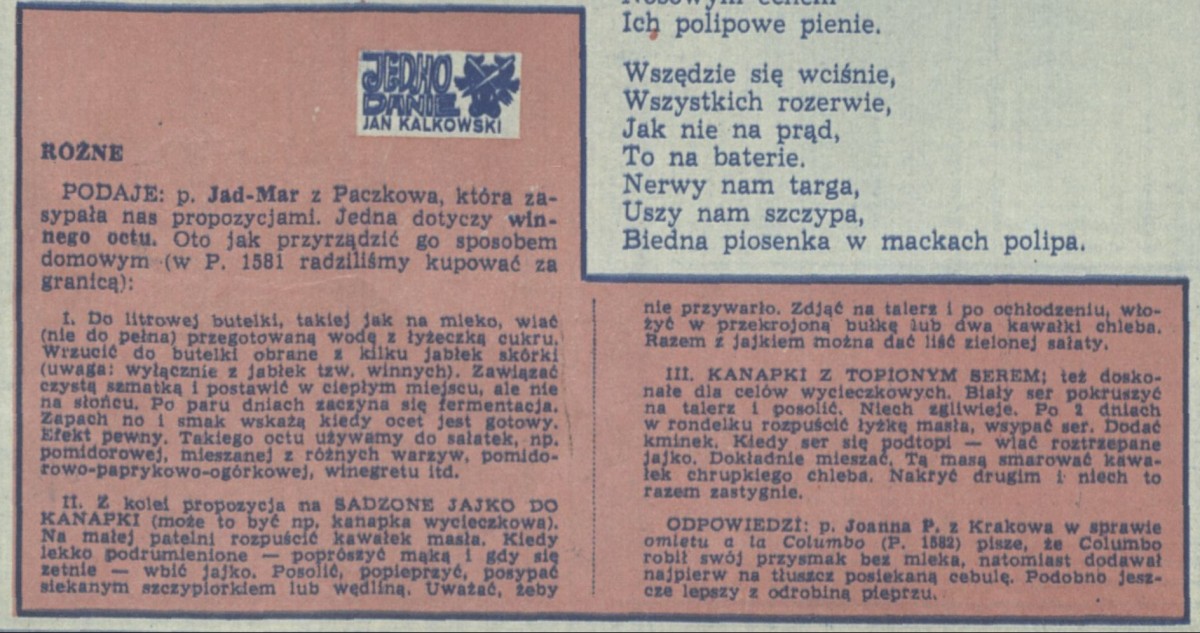 JEDNO
DANIE
JAN KALKOWSKI
RÓŻNE
PODAJE: p. Jad-Mar z Paczkowa, która za-
sypała nas propozycjami. Jedna dotyczy win-
nego octu. Oto jak przyrządzić go sposobem
domowym (w P. 1581 radziliśmy kupować za
granicą):
I. Do litrowej butelki, takiej jak na mleko, wlać
(nie do pełna) przegotowaną wodę z łyżeczką cukru.
Wrzucić do butelki obrane z kilku jabłek skórki
(uwaga: wyłącznie z jabłek tzw. winnych). Zawiązać
czystą szmatką i postawić w ciepłym miejscu, ale nie
na słońcu. Po paru dniach zaczyna się fermentacja.
Zapach no i smak wskażą kiedy ocet jest gotowy.
Efekt pewny. Takiego octu używamy do sałatek, np.
pomidorowej, mieszanej z różnych warzyw, pomido-
rowo-paprykowo-ogórkowej, winegretu itd.
II. Z kolei propozycja na SADZONE JAJKO DO
KANAPKI (może to być np. kanapka wycieczkowa).
Na małej patelni rozpuścić kawałek masła. Kiedy
lekko podrumienione — poprószyć mąką i gdy się
zetnie — wbić jajko. Posolić, popieprzyć, posypać
siekanym szczypiorkiem lub wędliną. Uważać, żeby
nie przywarło. Zdjąć na talerz i po ochłodzeniu, wło-
żyć w przekrojoną bułkę lub dwa kawałki chleba.
Razem z jajkiem można dać liść zielonej sałaty.
III. KANAPKI Z TOPIONYM SEREM; też dosko-
nałe dla celów wycieczkowych. Biały ser pokruszyć
na talerz i posolić. Niech zgliwieje. Po 2 dniach
w rondelku rozpuścić łyżkę masła, wsypać ser. Dodać
kminek. Kiedy ser się podtopi — wlać roztrzepane
jajko. Dokładnie mieszać. Tą masą smarować kawa-
łek chrupkiego chleba. Nakryć drugim i niech to
razem zastygnie.
ODPOWIEDZI: p. Joanna P. z Krakowa w sprawie
omletu a la Columbo (P. 1582) pisze, że Columbo
robił swój przysmak bez mleka, natomiast dodawał
najpierw na tłuszcz posiekaną cebulę. Podobno jesz-
cze lepszy z odrobiną pieprzu.
Ich polipowe pienie.
Wszędzie się wciśnie,
Wszystkich rozerwie,
Jak nie na prąd,
To na baterie.
Nerwy nam targa,
Uszy nam szczypa,
Biedna piosenka w mackach polipa.